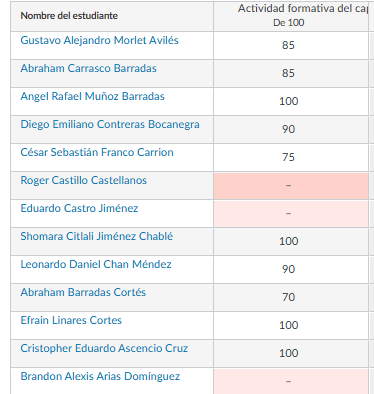 Nombre del estudiante Actividad formativa del
De 100
Gustavo Alejandro Morlet Avilés 85
Abraham Carrasco Barradas 85
Angel Rafael Muñoz Barradas 100
Diego Emiliano Contreras Bocanegra 90
César Sebastián Franco Carrion 75
Roger Castillo Castellanos –
Eduardo Castro Jiménez –
Shomara Citlali Jiménez Chablé 100
Leonardo Daniel Chan Méndez 90
Abraham Barradas Cortés 70
Efrain Linares Cortes 100
Cristopher Eduardo Ascencio Cruz 100
Brandon Alexis Arias Domínguez –